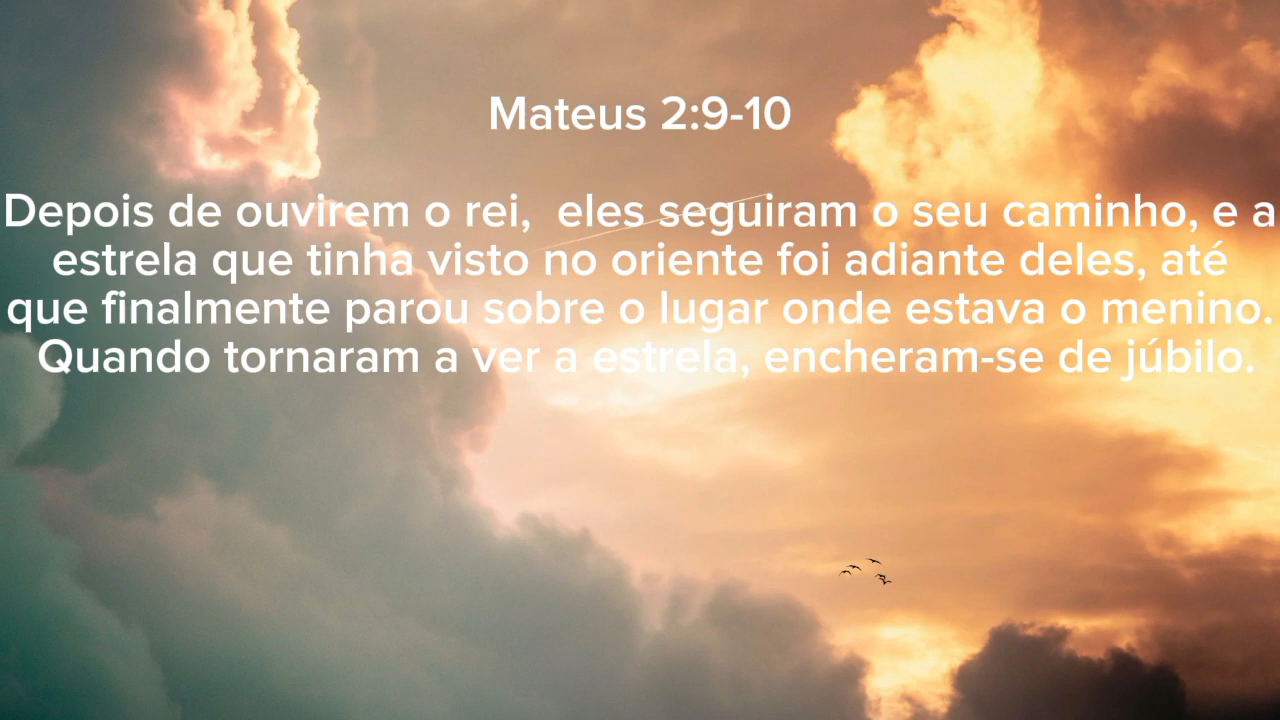 Mateus 2:9-10
Depois de ouvirem o rei,  eles seguiram o seu caminho, e a
estrela que tinha visto no oriente foi adiante deles, até
que finalmente parou sobre o lugar onde estava o menino.
Quando tornaram a ver a estrela, encheram-se de júbilo.